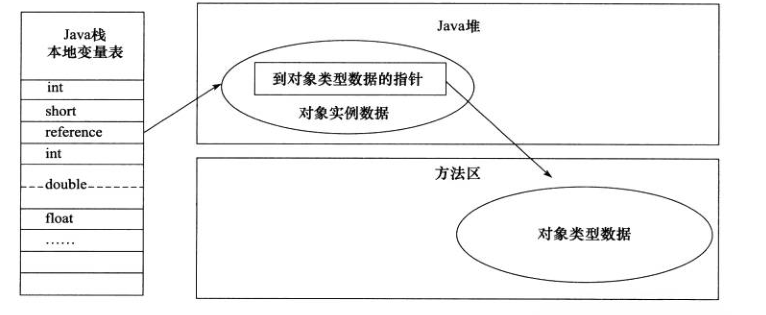 Java栈
本地变量表
int
short
reference
int
double
float
……
Java堆
到对象类型数据的指针
对象实例数据
方法区
对象类型数据